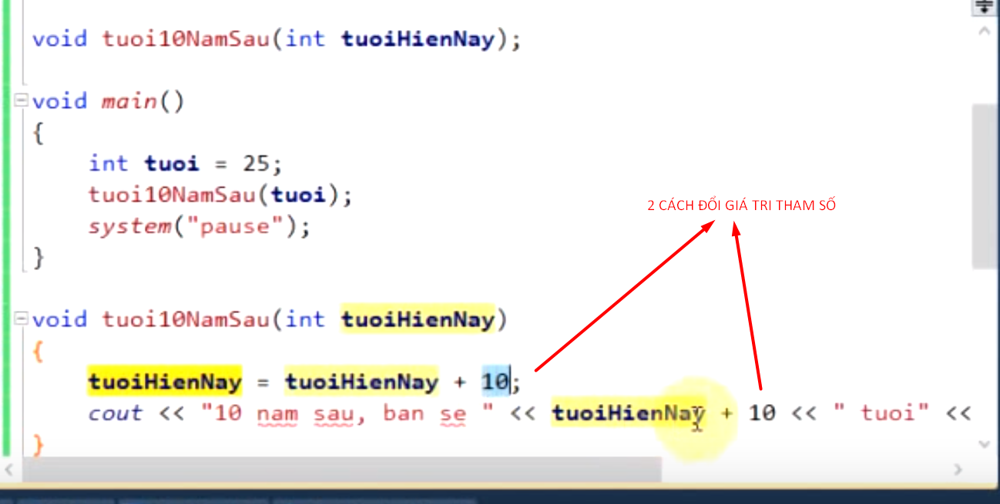 void tuoi10NamSau(int tuoiHienNay);
void main()
{
int tuoi = 25;
tuoi10NamSau(tuoi);
system("pause");
}
2 CÁCH ĐỔI GIÁ TRI THAM SỐ
void tuoi10NamSau(int tuoiHienNay)
{
tuoiHienNay = tuoiHienNay + 10;
cout << "10 nam sau, ban se " << tuoiHienNay + 10 << " tuoi" <<
}